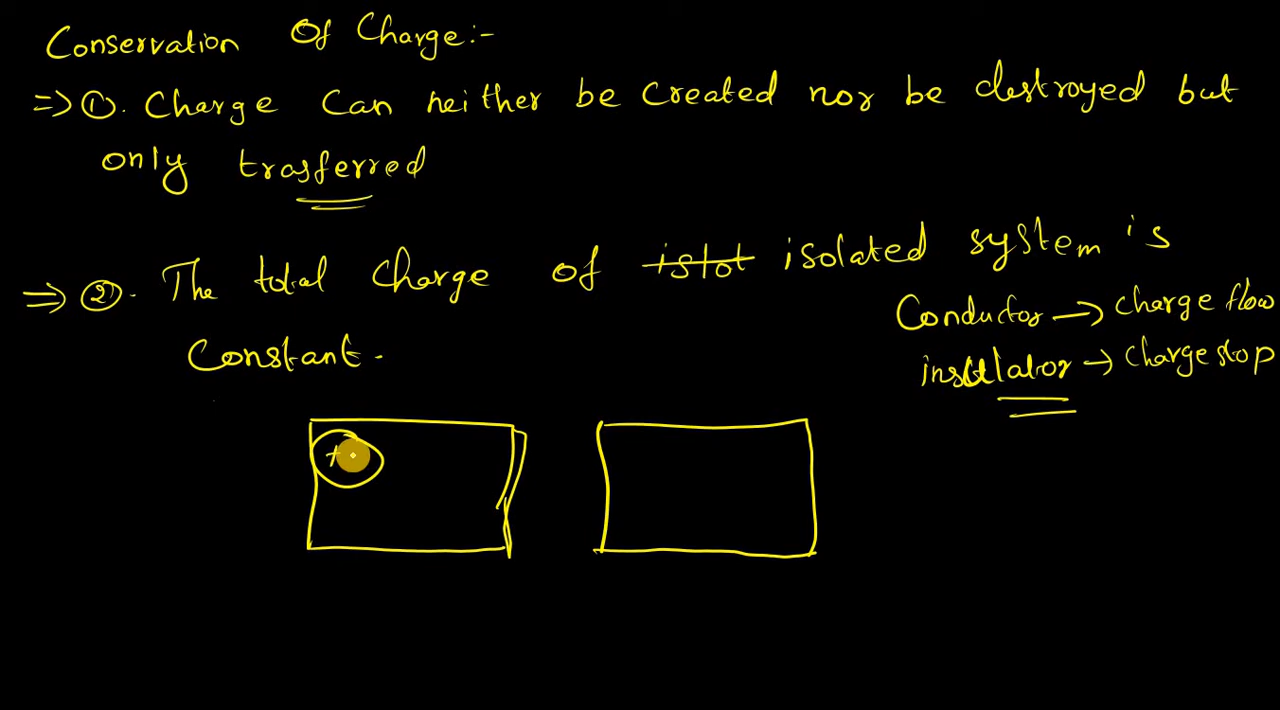 Conservation Of Charge:-
=> ①. Charge Can neither be created nor be destroyed but
only trasferred
=> ②. The total charge of istot isolated system is
Constant.
Conductor → charge flow
insulator → charge stop
+